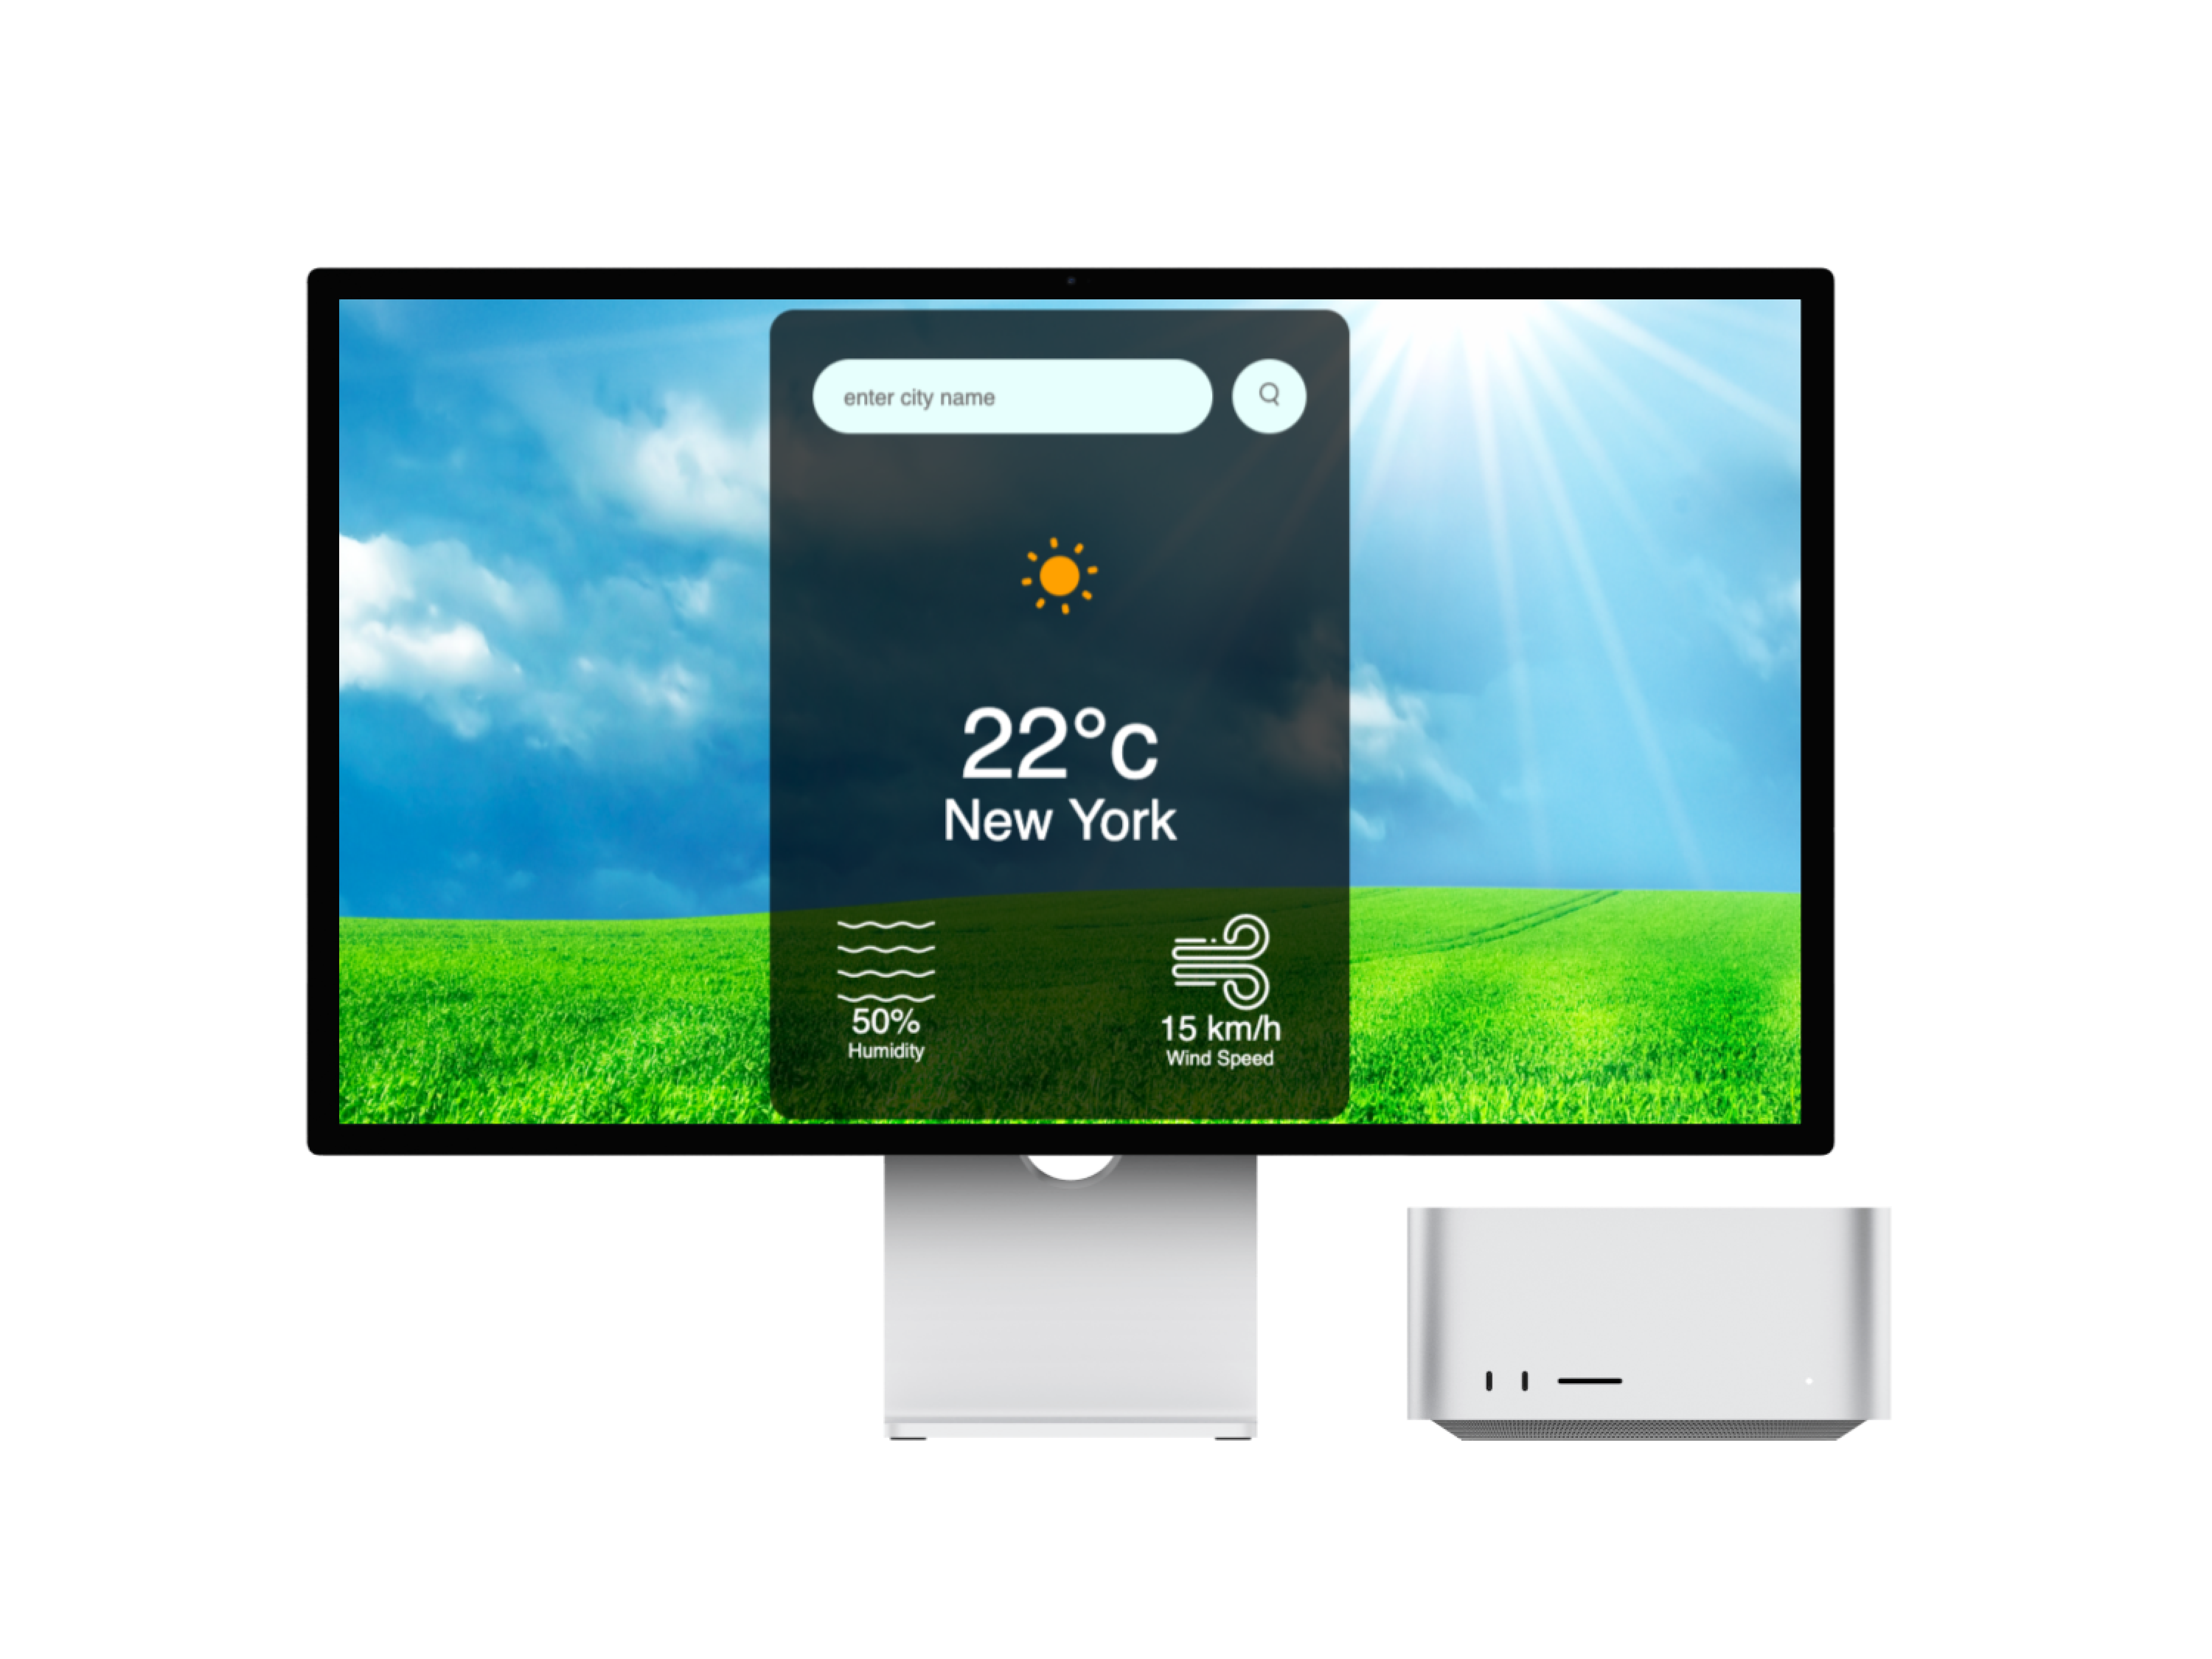 enter city name
22°c
New York
50%
Humidity
15 km/h
Wind Speed